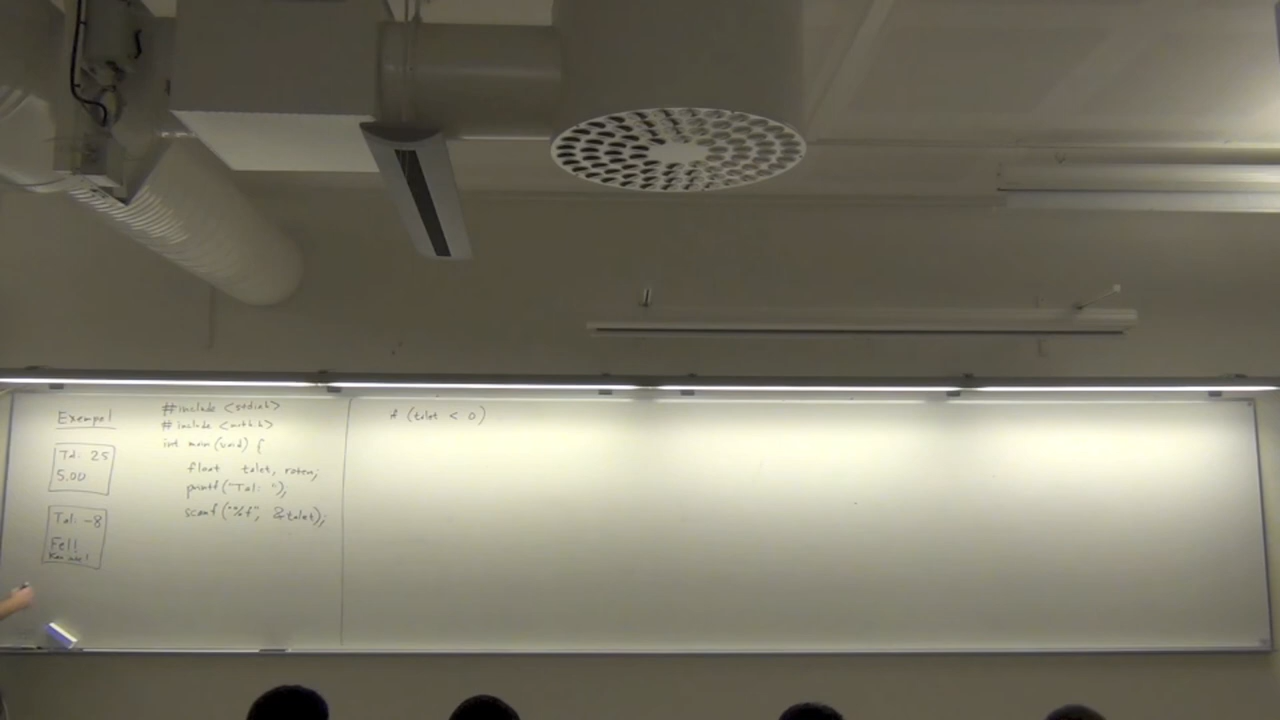 Exempel
Tal: 25
5.00
Tal: -8
Fel!
#include <stdio.h>
#include <math.h>
int main(void) {
float talet, roten;
printf("Tal: ");
scanf("%f", &talet);
if (talet < 0)